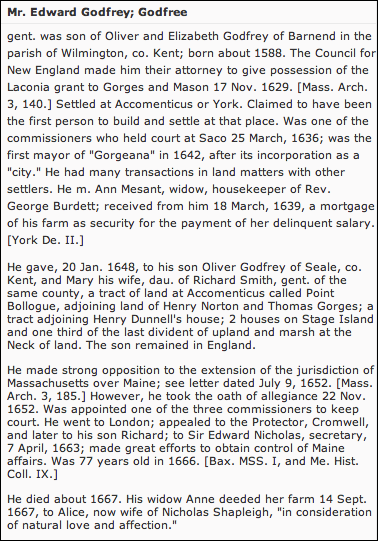 Mr. Edward Godfrey; Godfree
gent. was son of Oliver and Elizabeth Godfrey of Barnend in the
parish of Wilmington, co. Kent; born about 1588. The Council for
New England made him their attorney to give possession of the
Laconia grant to Gorges and Mason 17 Nov. 1629. [Mass. Arch.
3, 140.] Settled at Accomenticus or York. Claimed to have been
the first person to build and settle at that place. Was one of the
commissioners who held court at Saco 25 March, 1636; was the
first mayor of "Gorgeana" in 1642, after its incorporation as a
"city." He had many transactions in land matters with other
settlers. He m. Ann Mesant, widow, housekeeper of Rev.
George Burdett; received from him 18 March, 1639, a mortgage
of his farm as security for the payment of her delinquent salary.
[York De. II.]
He gave, 20 Jan. 1648, to his son Oliver Godfrey of Seale, co.
Kent, and Mary his wife, dau. of Richard Smith, gent. of the
same county, a tract of land at Accomenticus called Point
Bollogue, adjoining land of Henry Norton and Thomas Gorges; a
tract adjoining Henry Dunnell's house; 2 houses on Stage Island
and one third of the last divident of upland and marsh at the
Neck of land. The son remained in England.
He made strong opposition to the extension of the jurisdiction of
Massachusetts over Maine; see letter dated July 9, 1652. [Mass.
Arch. 3, 185.] However, he took the oath of allegiance 22 Nov.
1652. Was appointed one of the three commissioners to keep
court. He went to London; appealed to the Protector, Cromwell,
and later to his son Richard; to Sir Edward Nicholas, secretary,
7 April, 1663; made great efforts to obtain control of Maine
affairs. Was 77 years old in 1666. [Bax. MSS. I, and Me. Hist.
Coll. IX.]
He died about 1667. His widow Anne deeded her farm 14 Sept.
1667, to Alice, now wife of Nicholas Shapleigh, "in consideration
of natural love and affection."